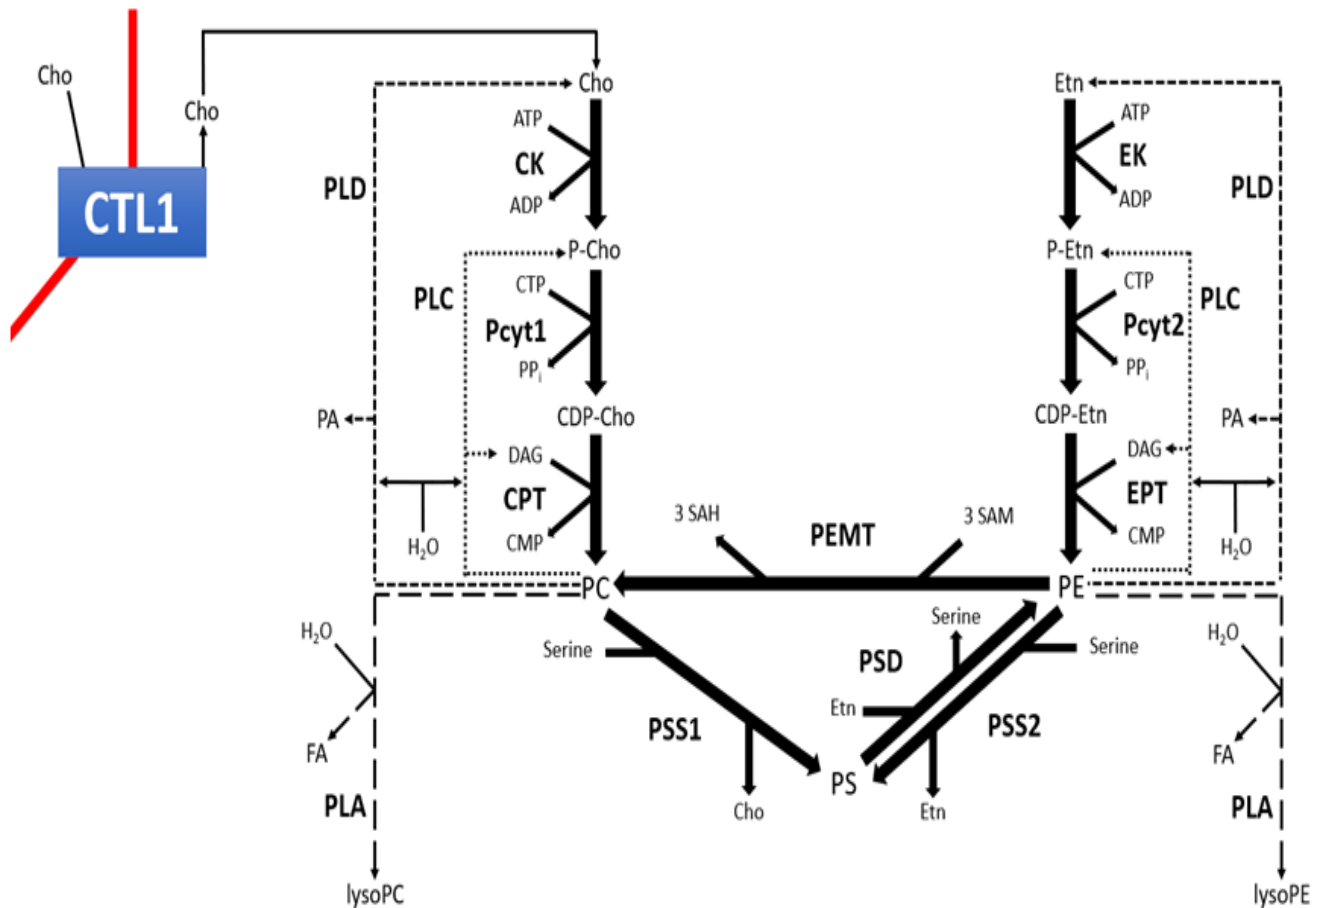 Cho
Cho
CTL1
Cho
Etn
ATP
ATP
CK
EK
ADP
ADP
PLD
PLD
P-Cho
P-Etn
CTP
CTP
PLC
PLC
Pcyt1
Pcyt2
PPi
PPi
PA
CDP-Cho
CDP-Etn
PA
DAG
DAG
CPT
EPT
CMP
CMP
H2O
H2O
3 SAH
PEMT
3 SAM
PC
PE
H2O
Serine
Serine
Serine
H2O
PSD
Etn
PSS1
PSS2
FA
FA
PS
PLA
Cho
Etn
PLA
lysoPC
lysoPE